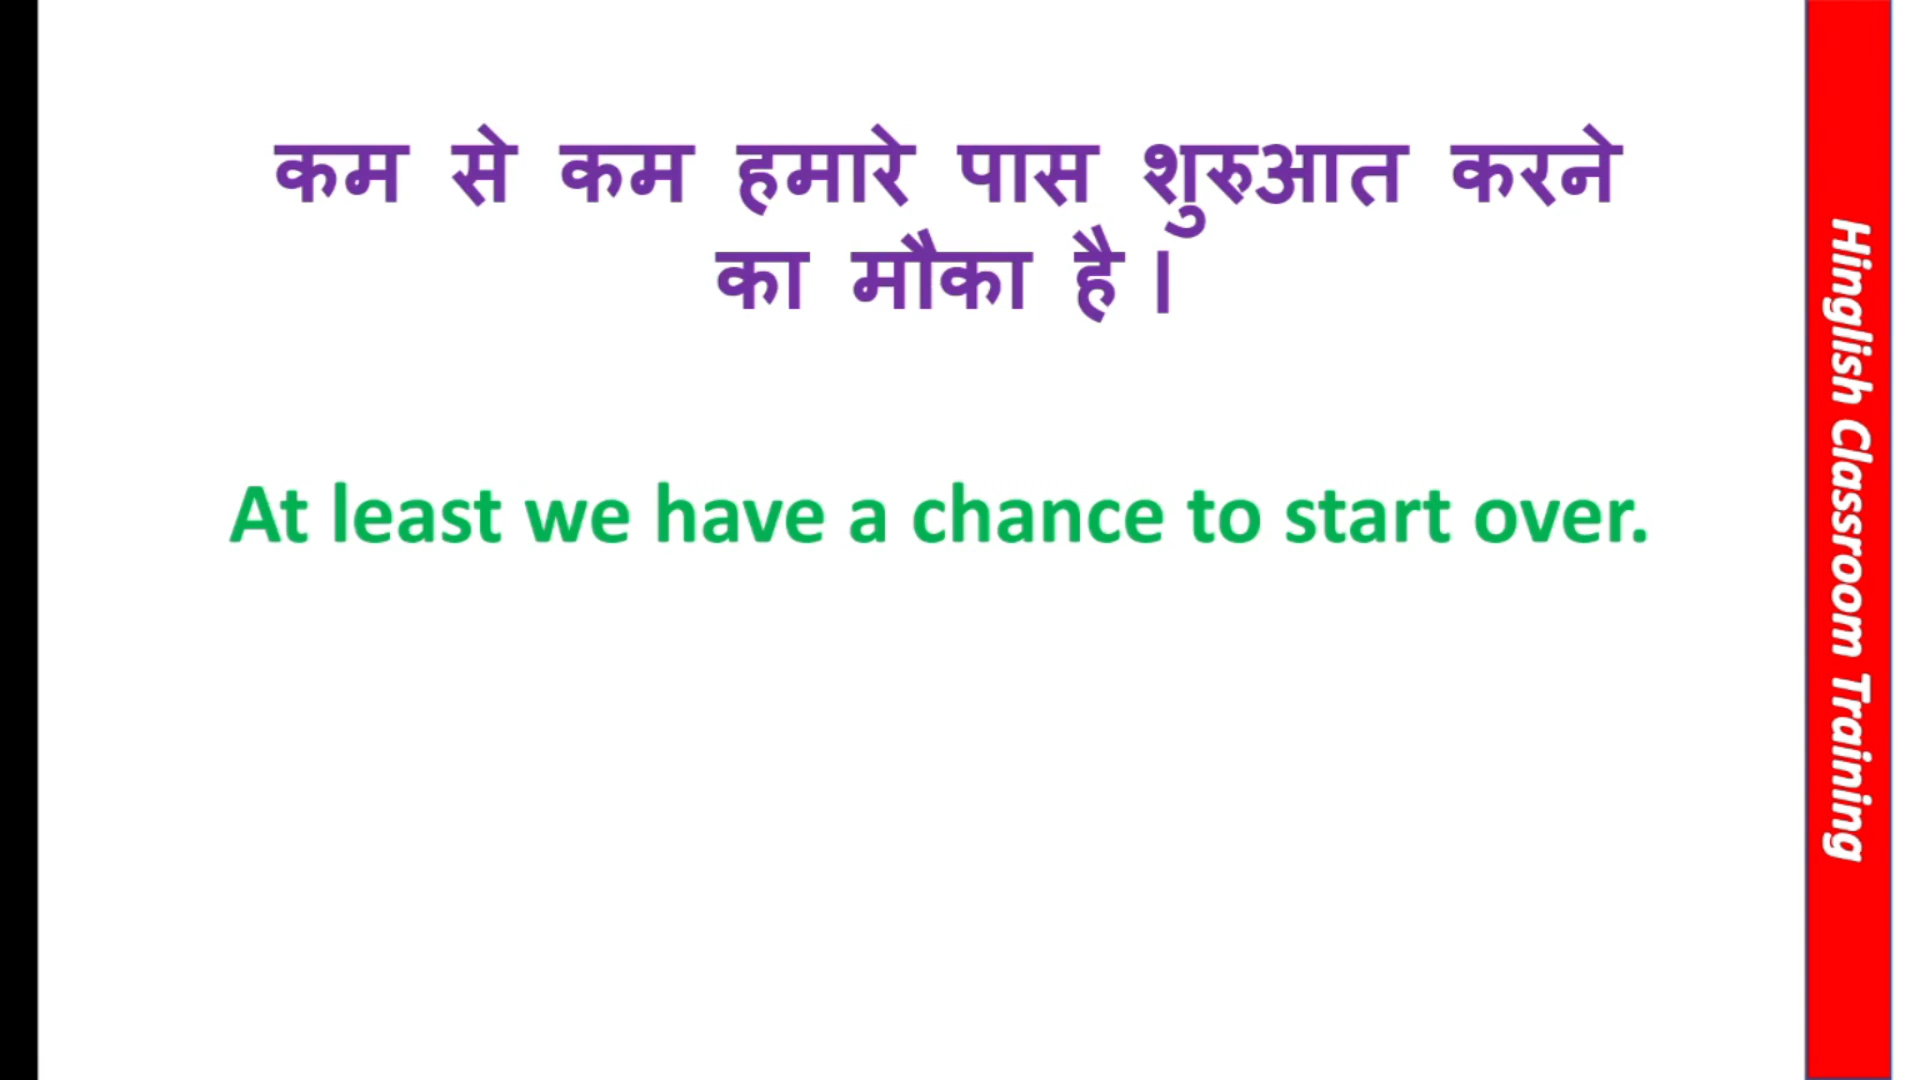 कम से कम हमारे पास शुरुआत करने
का मौका है ।
At least we have a chance to start over.
Hinglish Classroom Training